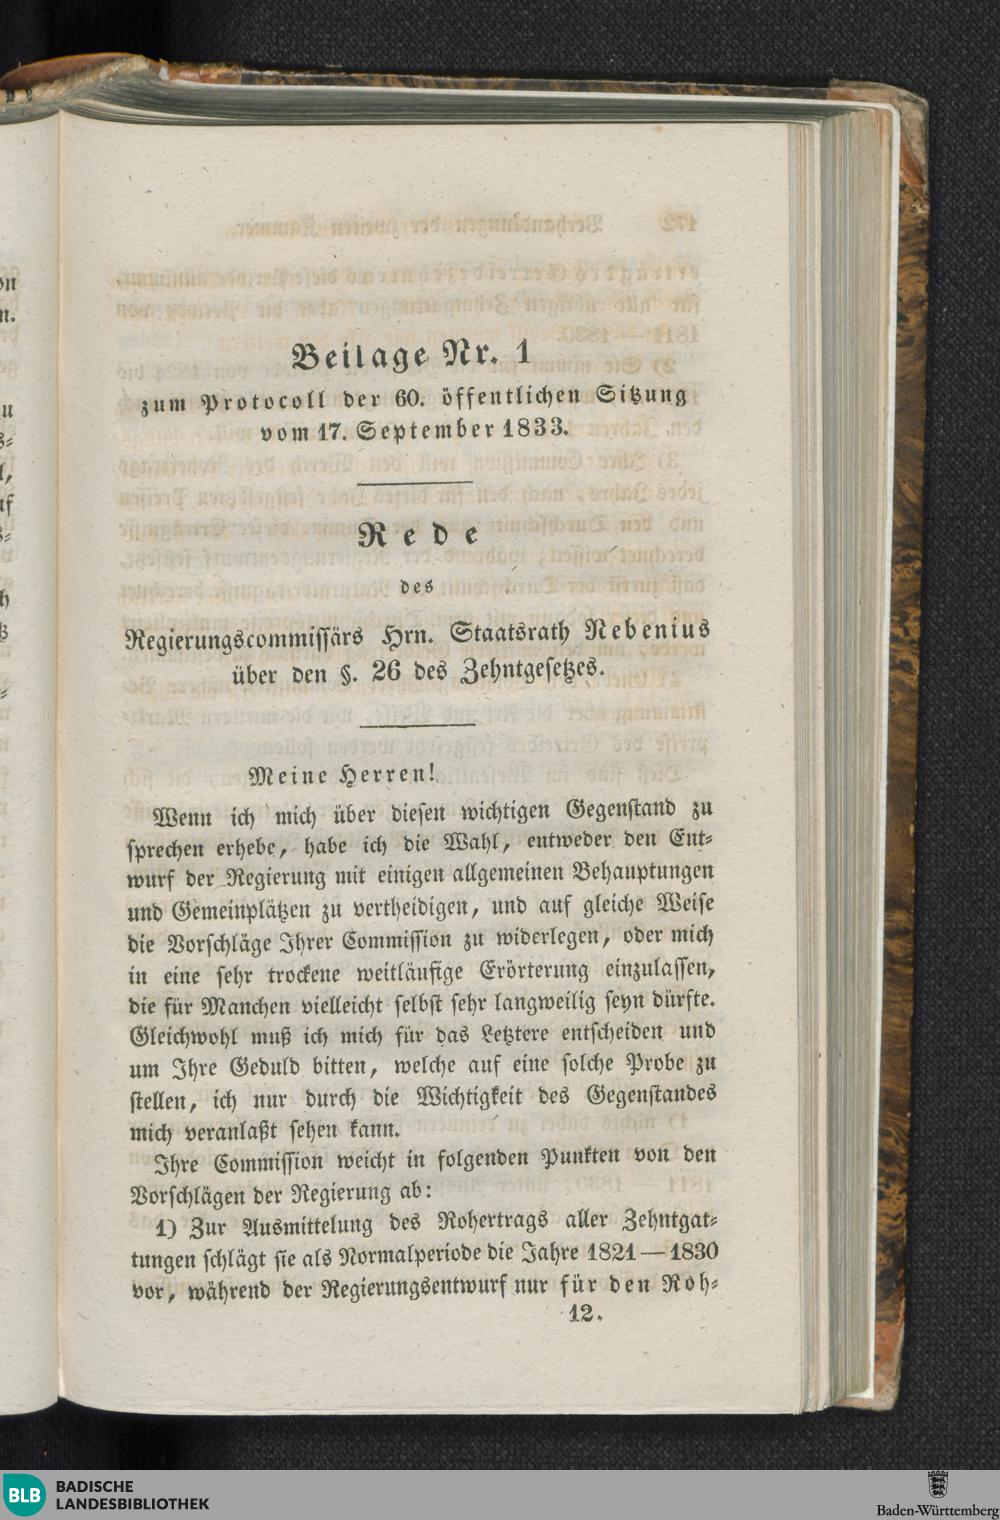 Beilage Nr. 1
zum Protocoll der 60. öffentlichen Sitzung
vom 17. September 1833.
Rede
des
Regierungscommissärs Hrn. Staatsrath Nebenius
über den §. 26 des Zehntgesetzes.
Meine Herren!
Wenn ich mich über diesen wichtigen Gegenstand zu
sprechen erhebe, habe ich die Wahl, entweder den Ent-
wurf der Regierung mit einigen allgemeinen Behauptungen
und Gemeinplätzen zu vertheidigen, und auf gleiche Weise
die Vorschläge Ihrer Commission zu widerlegen, oder mich
in eine sehr trockene weitläufige Erörterung einzulassen,
die für Manchen vielleicht selbst sehr langweilig seyn dürfte.
Gleichwohl muß ich mich für das Letztere entscheiden und
um Ihre Geduld bitten, welche auf eine solche Probe zu
stellen, ich nur durch die Wichtigkeit des Gegenstandes
mich veranlaßt sehen kann.
Ihre Commission weicht in folgenden Punkten von den
Vorschlägen der Regierung ab:
1) Zur Ausmittelung des Rohertrags aller Zehntgat-
tungen schlägt sie als Normalperiode die Jahre 1821—1830
vor, während der Regierungsentwurf nur für den Roh-
12.
BLB
BADISCHE
LANDESBIBLIOTHEK
Baden-Württemberg